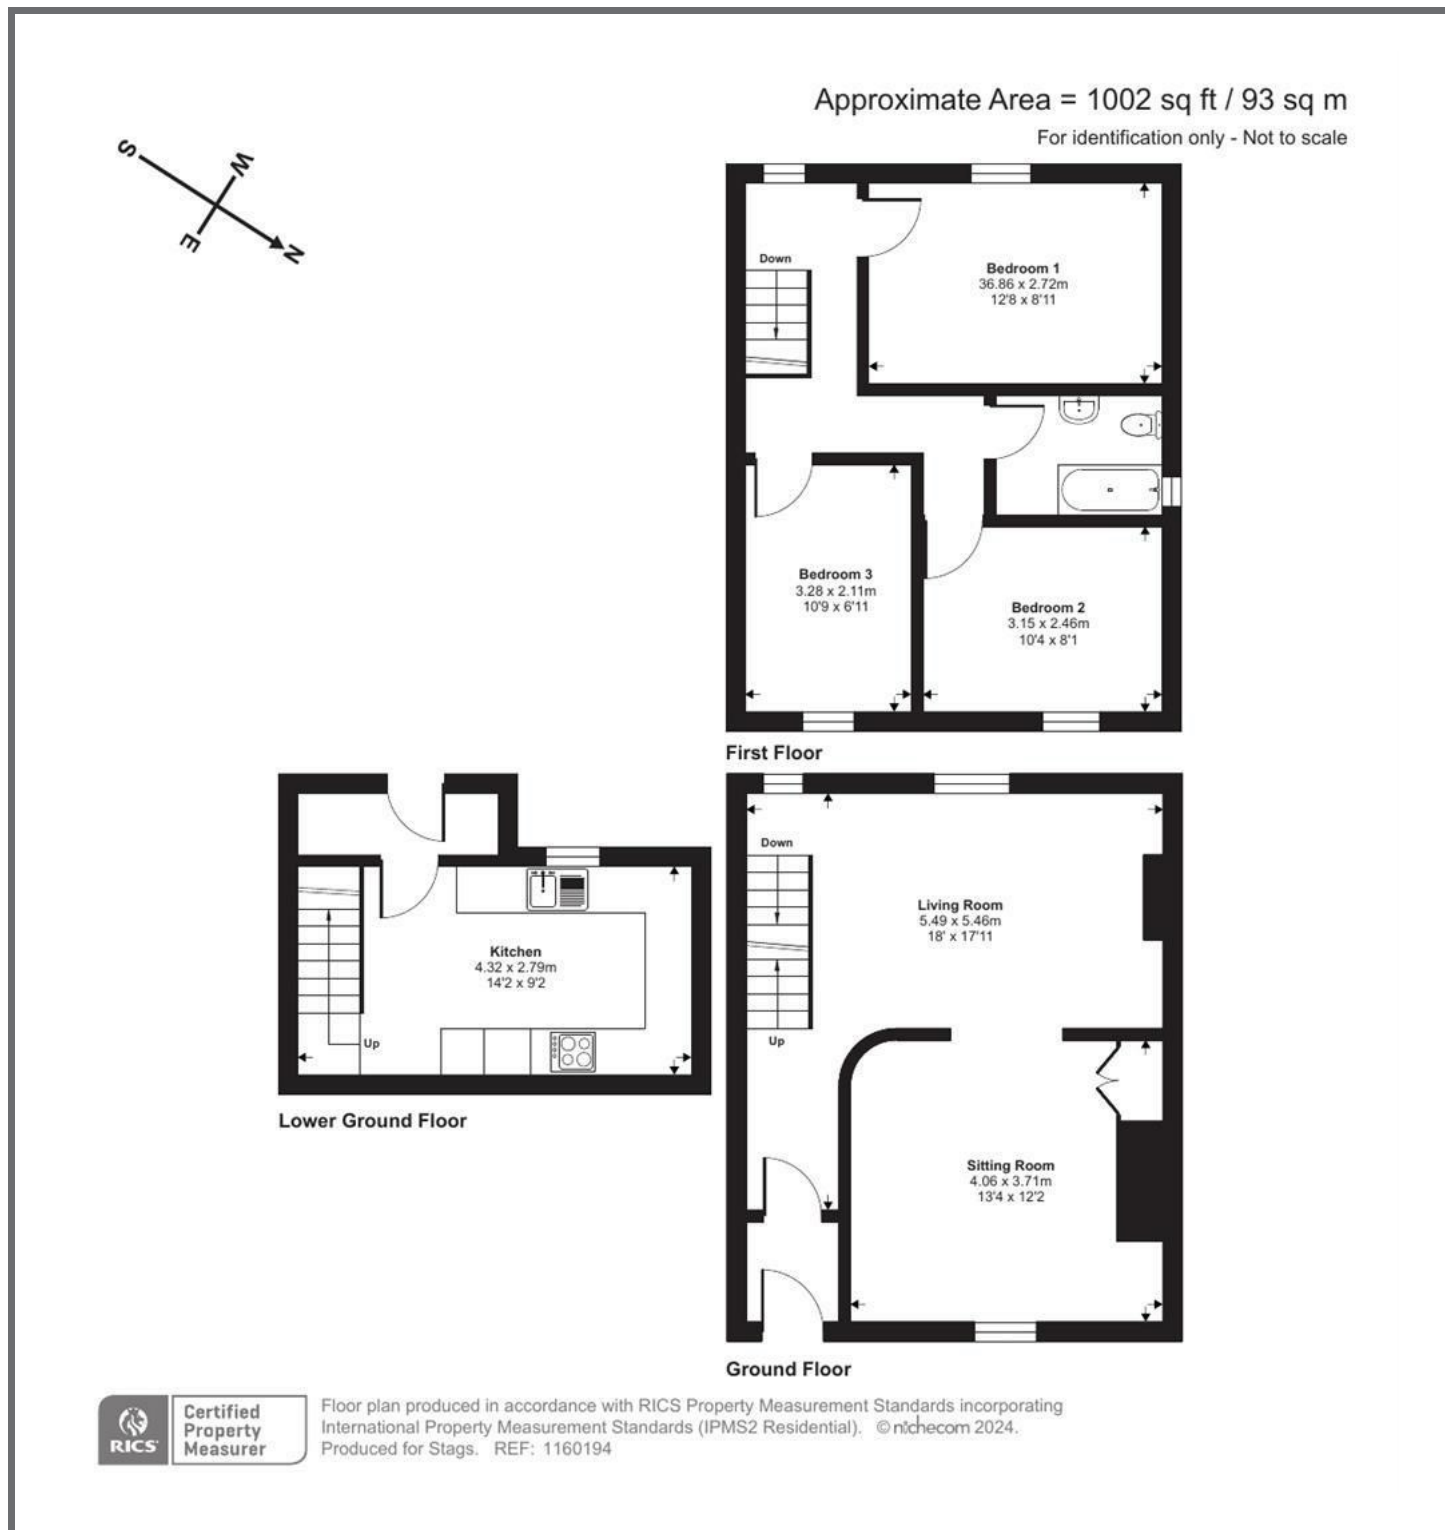 Approximate Area = 1002 sq ft / 93 sq m
For identification only - Not to scale
S
W
E
N
Down
Bedroom 1
36.86 x 2.72m
12'8 x 8'11
Bedroom 3
3.28 x 2.11m
10'9 x 6'11
Bedroom 2
3.15 x 2.46m
10'4 x 8'1
First Floor
Kitchen
4.32 x 2.79m
14'2 x 9'2
Up
Lower Ground Floor
Down
Living Room
5.49 x 5.46m
18' x 17'11
Up
Sitting Room
4.06 x 3.71m
13'4 x 12'2
Ground Floor
RICS
Certified
Property
Measurer
Floor plan produced in accordance with RICS Property Measurement Standards incorporating
International Property Measurement Standards (IPMS2 Residential). © nichecom 2024.
Produced for Stags. REF: 1160194